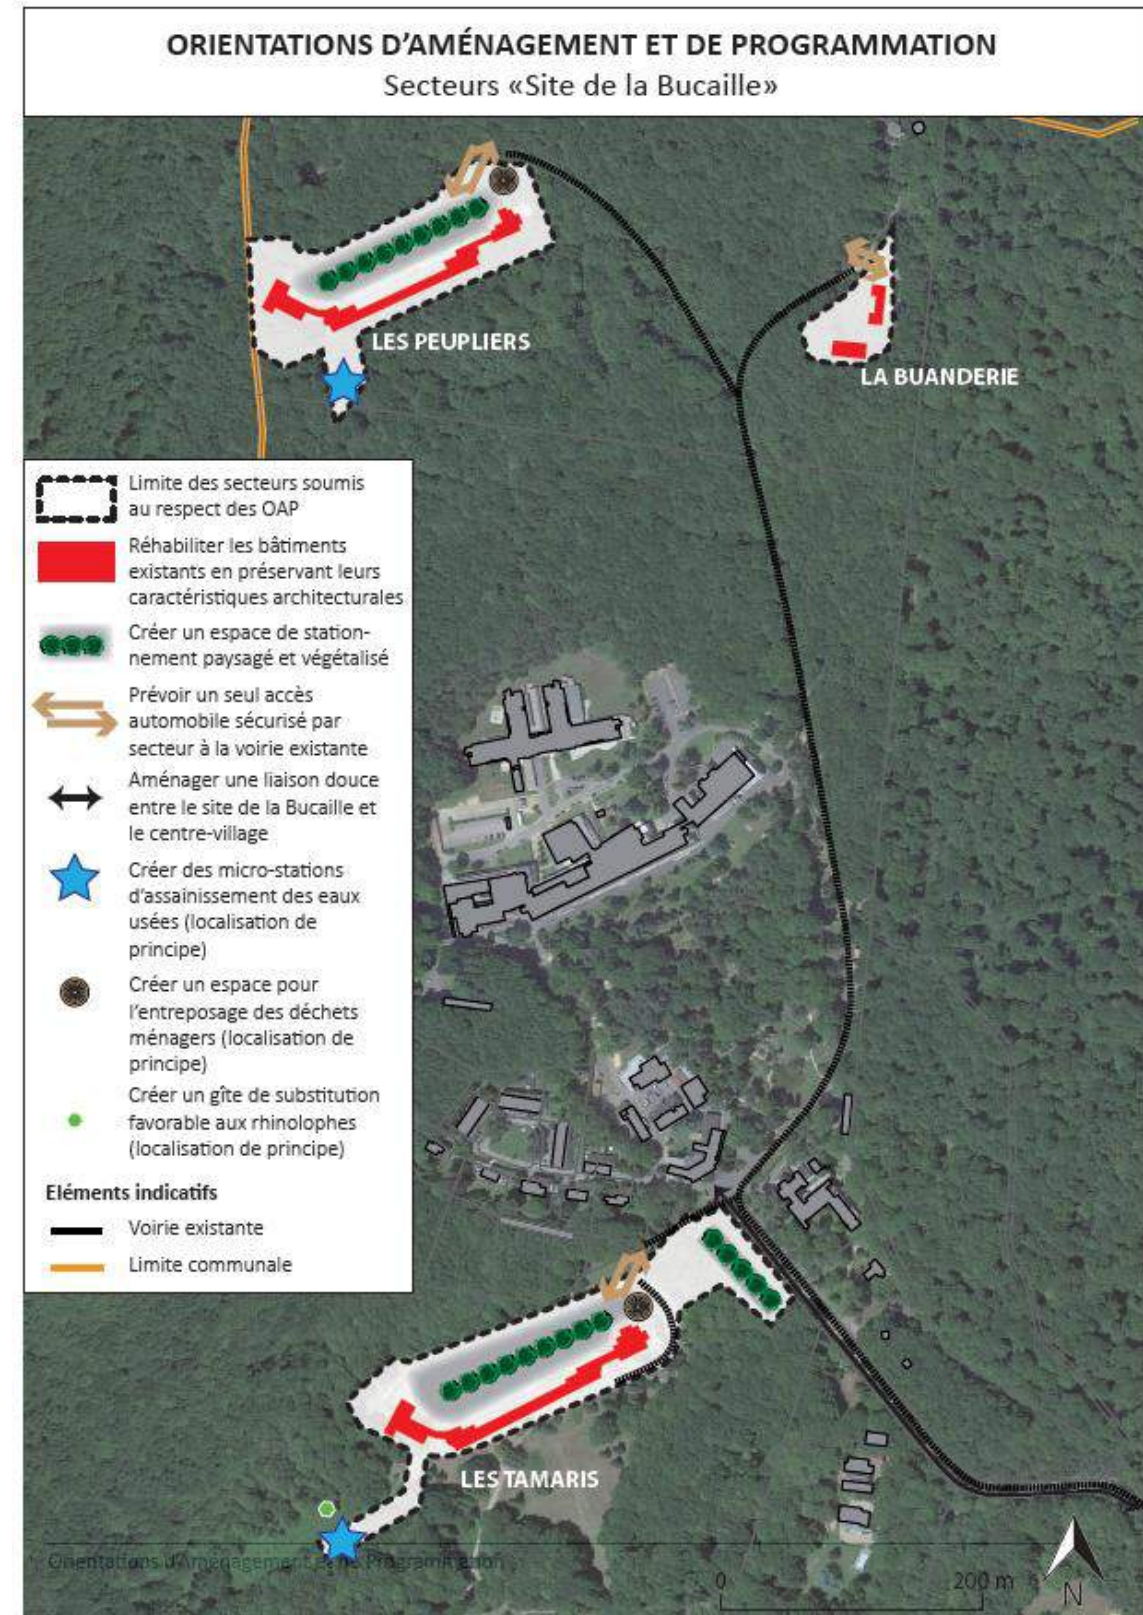 ORIENTATIONS D’AMÉNAGEMENT ET DE PROGRAMMATION
Secteurs «Site de la Bucaille»
LES PEUPLIERS
LA BUANDERIE
Limite des secteurs soumis
au respect des OAP
Réhabiliter les bâtiments
existants en préservant leurs
caractéristiques architecturales
Créer un espace de station-
nement paysagé et végétalisé
Prévoir un seul accès
automobile sécurisé par
secteur à la voirie existante
Aménager une liaison douce
entre le site de la Bucaille et
le centre-village
Créer des micro-stations
d’assainissement des eaux
usées (localisation de
principe)
Créer un espace pour
l’entreposage des déchets
ménagers (localisation de
principe)
Créer un gîte de substitution
favorable aux rhinolophes
(localisation de principe)
Eléments indicatifs
Voirie existante
Limite communale
LES TAMARIS
Orientations d'Aménagement et de Programmation
0 200 m
N